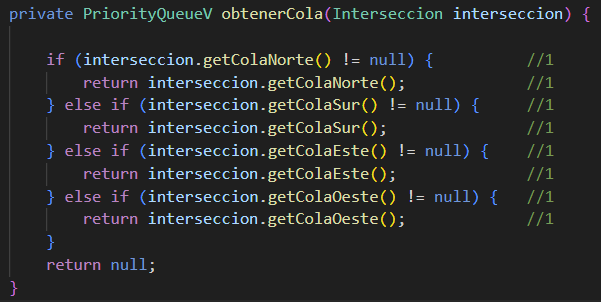 private PriorityQueueV obtenerCola(Interseccion interseccion) {
if (interseccion.getColaNorte() != null) { //1
return interseccion.getColaNorte(); //1
} else if (interseccion.getColaSur() != null) { //1
return interseccion.getColaSur(); //1
} else if (interseccion.getColaEste() != null) { //1
return interseccion.getColaEste(); //1
} else if (interseccion.getColaOeste() != null) { //1
return interseccion.getColaOeste(); //1
}
return null;
}